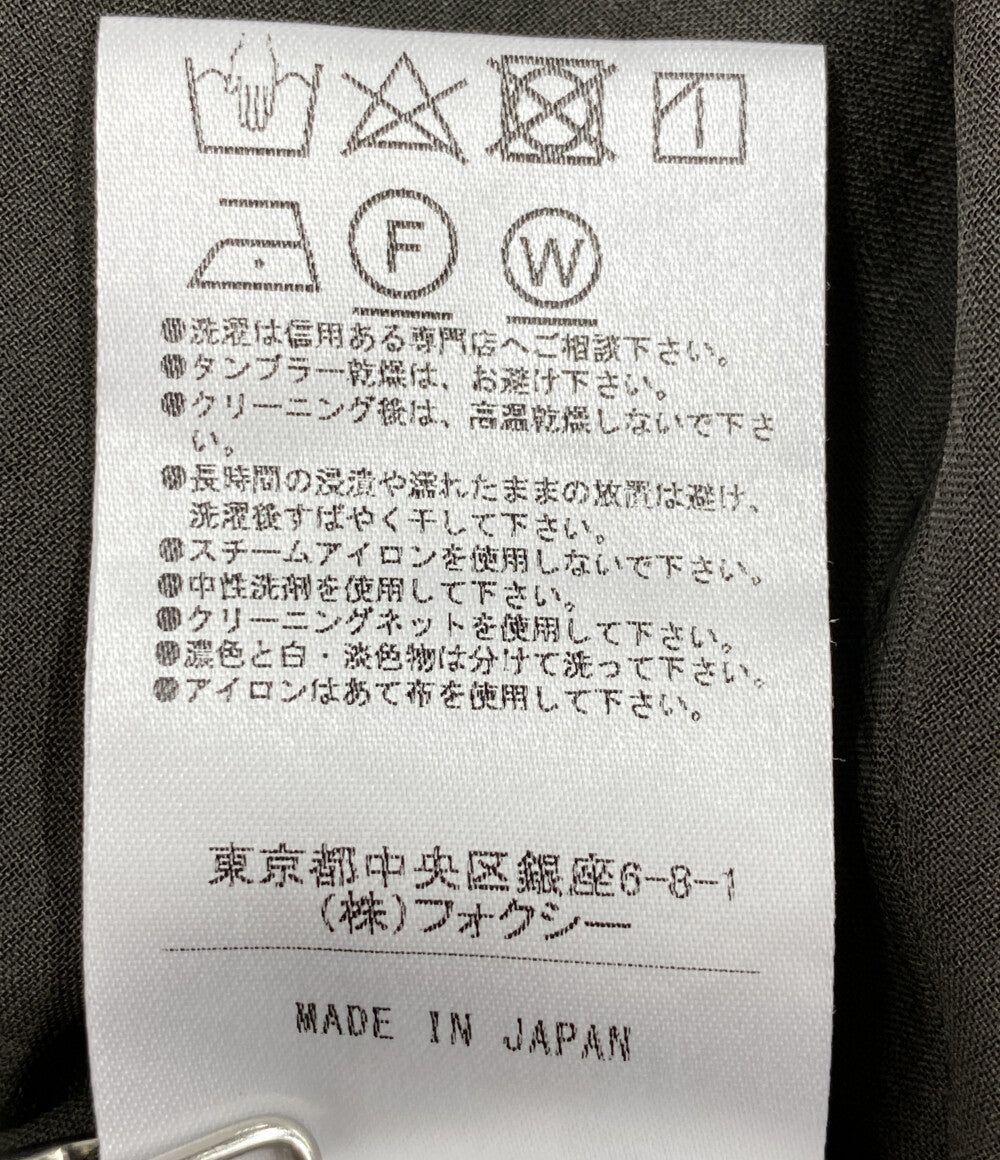 F W
●洗濯は信用ある専門店へご相談下さい。
●タンブラー乾燥は、お避け下さい。
●クリーニング後は、高温乾燥しないで下さ
い。
●長時間の浸漬や濡れたままの放置は避け、
洗濯後すばやく干して下さい。
●スチームアイロンを使用しないで下さい。
●中性洗剤を使用して下さい。
●クリーニングネットを使用して下さい。
●濃色と白・淡色物は分けて洗って下さい。
●アイロンはあて布を使用して下さい。
東京都中央区銀座6-8-1
(株)フォクシー
MADE IN JAPAN